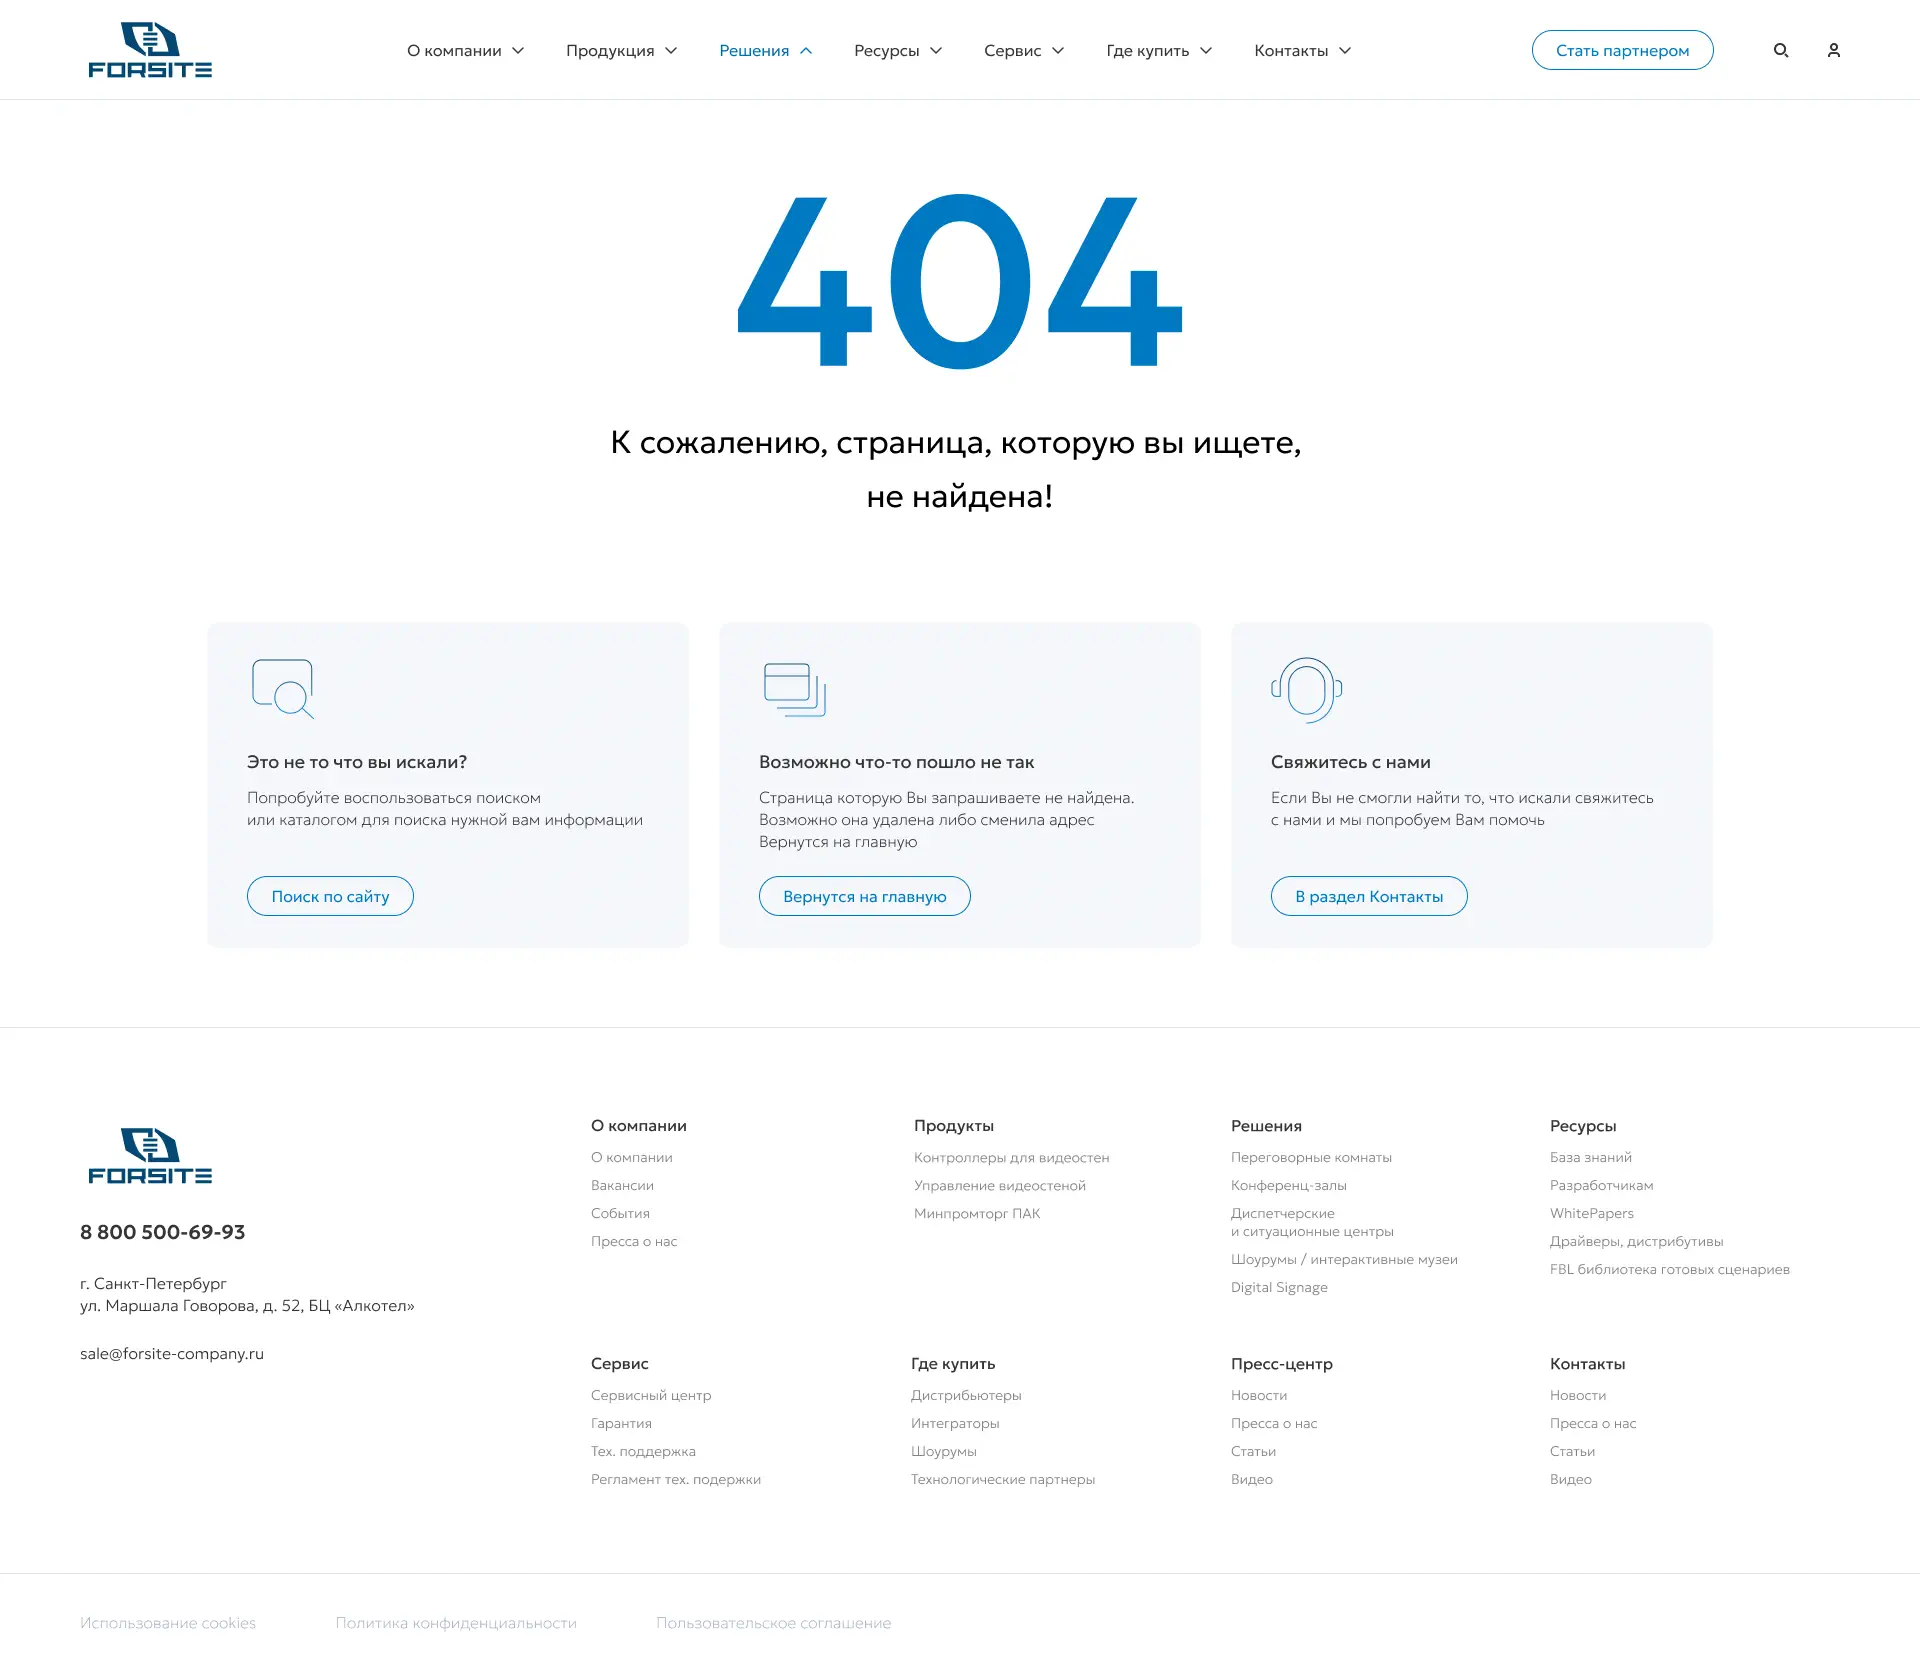 FORSITE
О компании
Продукция
Решения
Ресурсы
Сервис
Где купить
Контакты
Стать партнером
404
К сожалению, страница, которую вы ищете,
не найдена!
Это не то что вы искали?
Попробуйте воспользоваться поиском
или каталогом для поиска нужной вам информации
Поиск по сайту
Возможно что-то пошло не так
Страница которую Вы запрашиваете не найдена.
Возможно она удалена либо сменила адрес
Вернутся на главную
Вернутся на главную
Свяжитесь с нами
Если Вы не смогли найти то, что искали свяжитесь
с нами и мы попробуем Вам помочь
В раздел Контакты
FORSITE
8 800 500-69-93
г. Санкт-Петербург
ул. Маршала Говорова, д. 52, БЦ «Алкотел»
sale@forsite-company.ru
О компании
О компании
Вакансии
События
Пресса о нас
Продукты
Контроллеры для видеостен
Управление видеостеной
Минпромторг ПАК
Решения
Переговорные комнаты
Конференц-залы
Диспетчерские
и ситуационные центры
Шоурумы / интерактивные музеи
Digital Signage
Ресурсы
База знаний
Разработчикам
WhitePapers
Драйверы, дистрибутивы
FBL библиотека готовых сценариев
Сервис
Сервисный центр
Гарантия
Тех. поддержка
Регламент тех. подержки
Где купить
Дистрибьютеры
Интеграторы
Шоурумы
Технологические партнеры
Пресс-центр
Новости
Пресса о нас
Статьи
Видео
Контакты
Новости
Пресса о нас
Статьи
Видео
Использование cookies
Политика конфиденциальности
Пользовательское соглашение